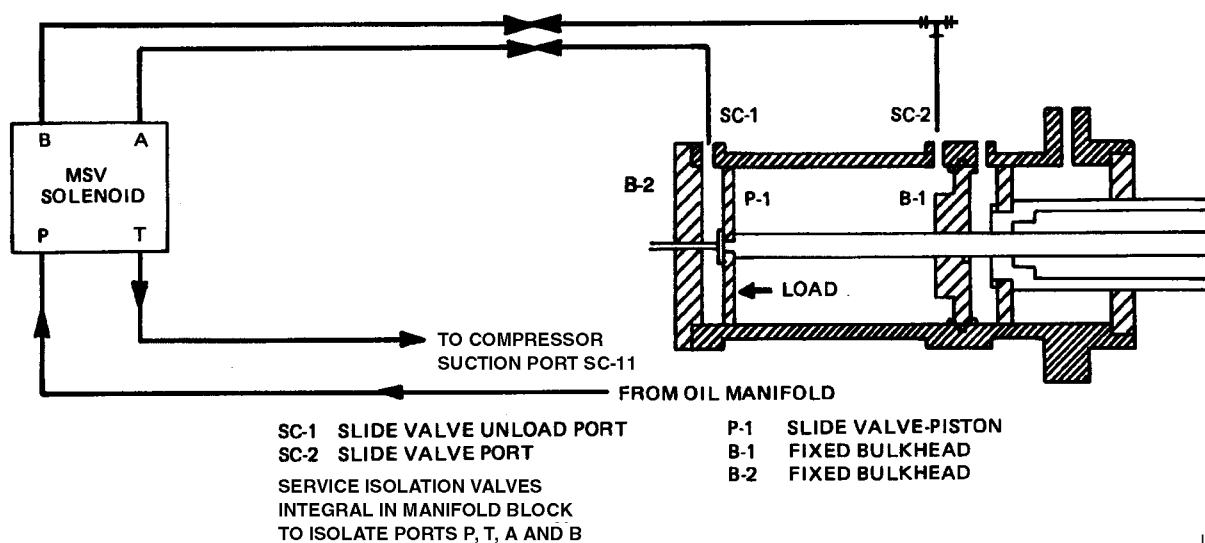 SC-1
SC-2
B A
MSV
SOLENOID
P T
B-2
P-1
B-1
LOAD
TO COMPRESSOR
SUCTION PORT SC-11
FROM OIL MANIFOLD
SC-1 SLIDE VALVE UNLOAD PORT
SC-2 SLIDE VALVE PORT
SERVICE ISOLATION VALVES
INTEGRAL IN MANIFOLD BLOCK
TO ISOLATE PORTS P, T, A AND B
P-1 SLIDE VALVE-PISTON
B-1 FIXED BULKHEAD
B-2 FIXED BULKHEAD